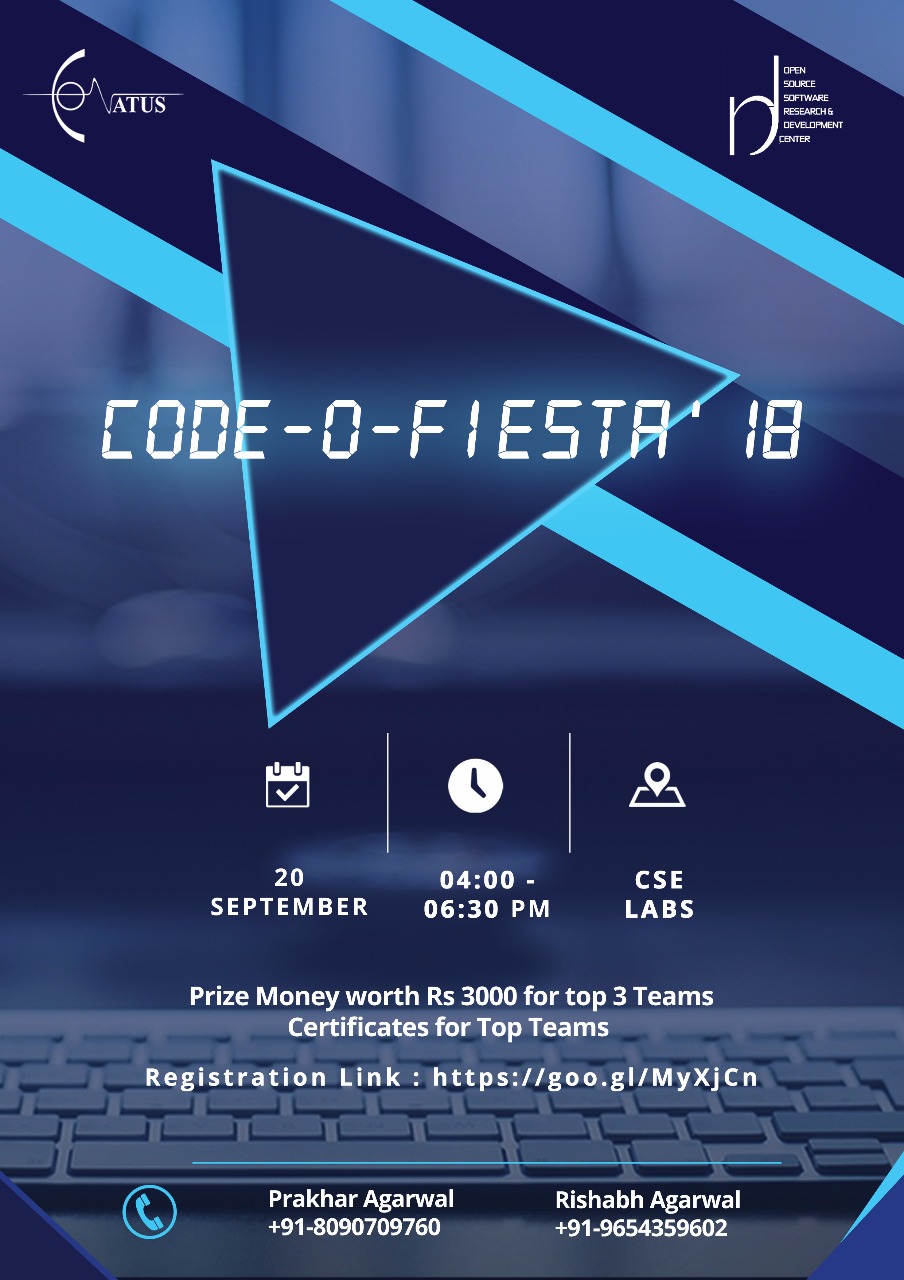 CONATUS
OPEN
SOURCE
SOFTWARE
RESEARCH &
DEVELOPMENT
CENTER
CODE-O-FIESTA'18
20
SEPTEMBER
04:00 -
06:30 PM
CSE
LABS
Prize Money worth Rs 3000 for top 3 Teams
Certificates for Top Teams
Registration Link : https://goo.gl/MyXjCn
Prakhar Agarwal
+91-8090709760
Rishabh Agarwal
+91-9654359602